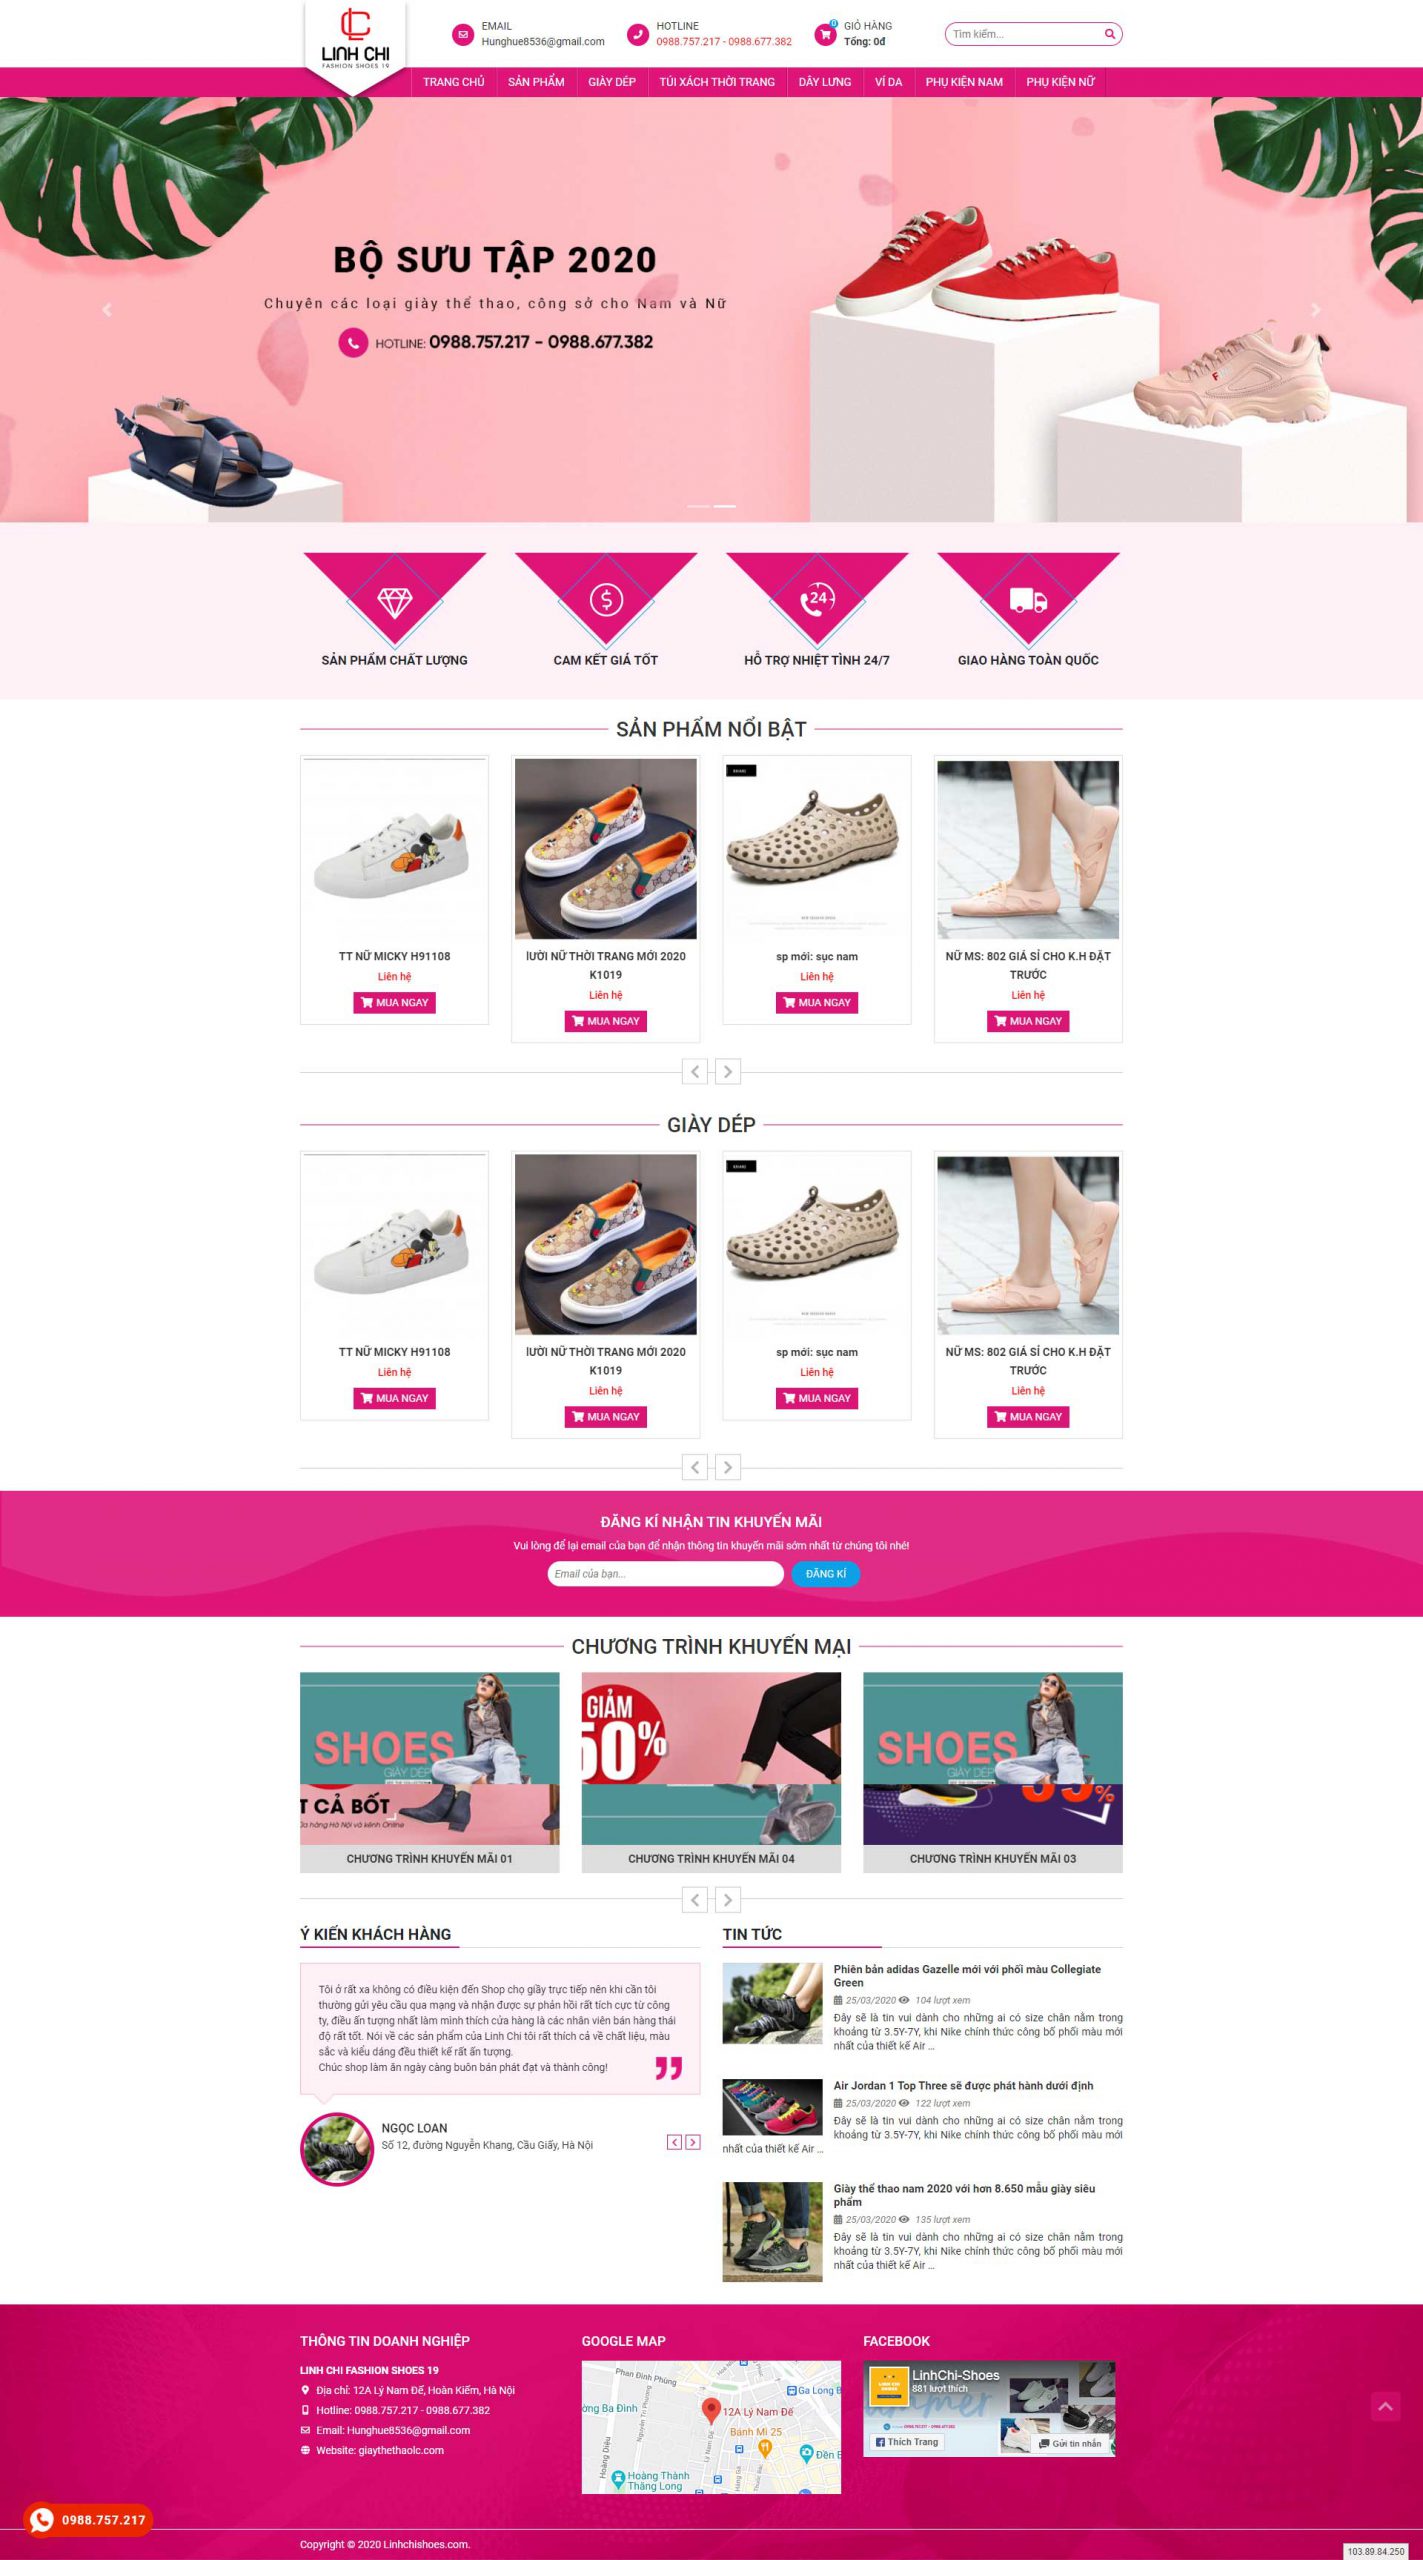 LINH CHI
FASHION SHOES 19
EMAIL
Hunghue8536@gmail.com
HOTLINE
0988.757.217 - 0988.677.382
0
GIỎ HÀNG
Tổng: 0đ
Tìm kiếm...
TRANG CHỦ
SẢN PHẨM
GIÀY DÉP
TÚI XÁCH THỜI TRANG
DÂY LƯNG
VÍ DA
PHỤ KIỆN NAM
PHỤ KIỆN NỮ
BỘ SƯU TẬP 2020
Chuyên các loại giày thể thao, công sở cho Nam và Nữ
HOTLINE: 0988.757.217 - 0988.677.382
24
SẢN PHẨM CHẤT LƯỢNG
CAM KẾT GIÁ TỐT
HỖ TRỢ NHIỆT TÌNH 24/7
GIAO HÀNG TOÀN QUỐC
SẢN PHẨM NỔI BẬT
TT NỮ MICKY H91108
Liên hệ
MUA NGAY
lƯỜI NỮ THỜI TRANG MỚI 2020
K1019
Liên hệ
MUA NGAY
sp mới: sục nam
Liên hệ
MUA NGAY
NỮ MS: 802 GIÁ SỈ CHO K.H ĐẶT
TRƯỚC
Liên hệ
MUA NGAY
GIÀY DÉP
TT NỮ MICKY H91108
Liên hệ
MUA NGAY
lƯỜI NỮ THỜI TRANG MỚI 2020
K1019
Liên hệ
MUA NGAY
sp mới: sục nam
Liên hệ
MUA NGAY
NỮ MS: 802 GIÁ SỈ CHO K.H ĐẶT
TRƯỚC
Liên hệ
MUA NGAY
ĐĂNG KÍ NHẬN TIN KHUYẾN MÃI
Vui lòng để lại email của bạn để nhận thông tin khuyến mãi sớm nhất từ chúng tôi nhé!
Email của bạn...
ĐĂNG KÍ
CHƯƠNG TRÌNH KHUYẾN MẠI
SHOES
GIÀY DÉP
T CẢ BỐT
hàng Hà Nội và kênh Online
CHƯƠNG TRÌNH KHUYẾN MÃI 01
GIẢM
50%
CHƯƠNG TRÌNH KHUYẾN MÃI 04
SHOES
GIÀY DÉP
%
CHƯƠNG TRÌNH KHUYẾN MÃI 03
Ý KIẾN KHÁCH HÀNG
Tôi ở rất xa không có điều kiện đến Shop chọ giầy trực tiếp nên khi cần tôi
thường gửi yêu cầu qua mạng và nhận được sự phản hồi rất tích cực từ công
ty, điều ấn tượng nhất làm mình thích cửa hàng là các nhân viên bán hàng thái
độ rất tốt. Nói về các sản phẩm của Linh Chi tôi rất thích cả về chất liệu, màu
sắc và kiểu dáng đều thiết kế rất ấn tượng.
Chúc shop làm ăn ngày càng buôn bán phát đạt và thành công!
NGỌC LOAN
Số 12, đường Nguyễn Khang, Cầu Giấy, Hà Nội
TIN TỨC
Phiên bản adidas Gazelle mới với phối màu Collegiate
Green
25/03/2020 104 lượt xem
Đây sẽ là tin vui dành cho những ai có size chân nằm trong
khoảng từ 3.5Y-7Y, khi Nike chính thức công bố phối màu mới
nhất của thiết kế Air ...
Air Jordan 1 Top Three sẽ được phát hành dưới định
25/03/2020 122 lượt xem
Đây sẽ là tin vui dành cho những ai có size chân nằm trong
khoảng từ 3.5Y-7Y, khi Nike chính thức công bố phối màu mới
nhất của thiết kế Air ...
Giày thể thao nam 2020 với hơn 8.650 mẫu giày siêu
phẩm
25/03/2020 135 lượt xem
Đây sẽ là tin vui dành cho những ai có size chân nằm trong
khoảng từ 3.5Y-7Y, khi Nike chính thức công bố phối màu mới
nhất của thiết kế Air ...
THÔNG TIN DOANH NGHIỆP
LINH CHI FASHION SHOES 19
Địa chỉ: 12A Lý Nam Đế, Hoàn Kiếm, Hà Nội
Hotline: 0988.757.217 - 0988.677.382
Email: Hunghue8536@gmail.com
Website: giaythethaolc.com
GOOGLE MAP
Phan Đình Phùng
Ga Long B
ờng Ba Đình
12A Lý Nam Đế
Bánh Mì 25
Đền B
Hoàng Diệu
Hoàng Thành
Thăng Long
FACEBOOK
LinhChi-Shoes
881 lượt thích
Thích Trang
Gửi tin nhắn
0988.757.217
Copyright © 2020 Linhchishoes.com.
103.89.84.250